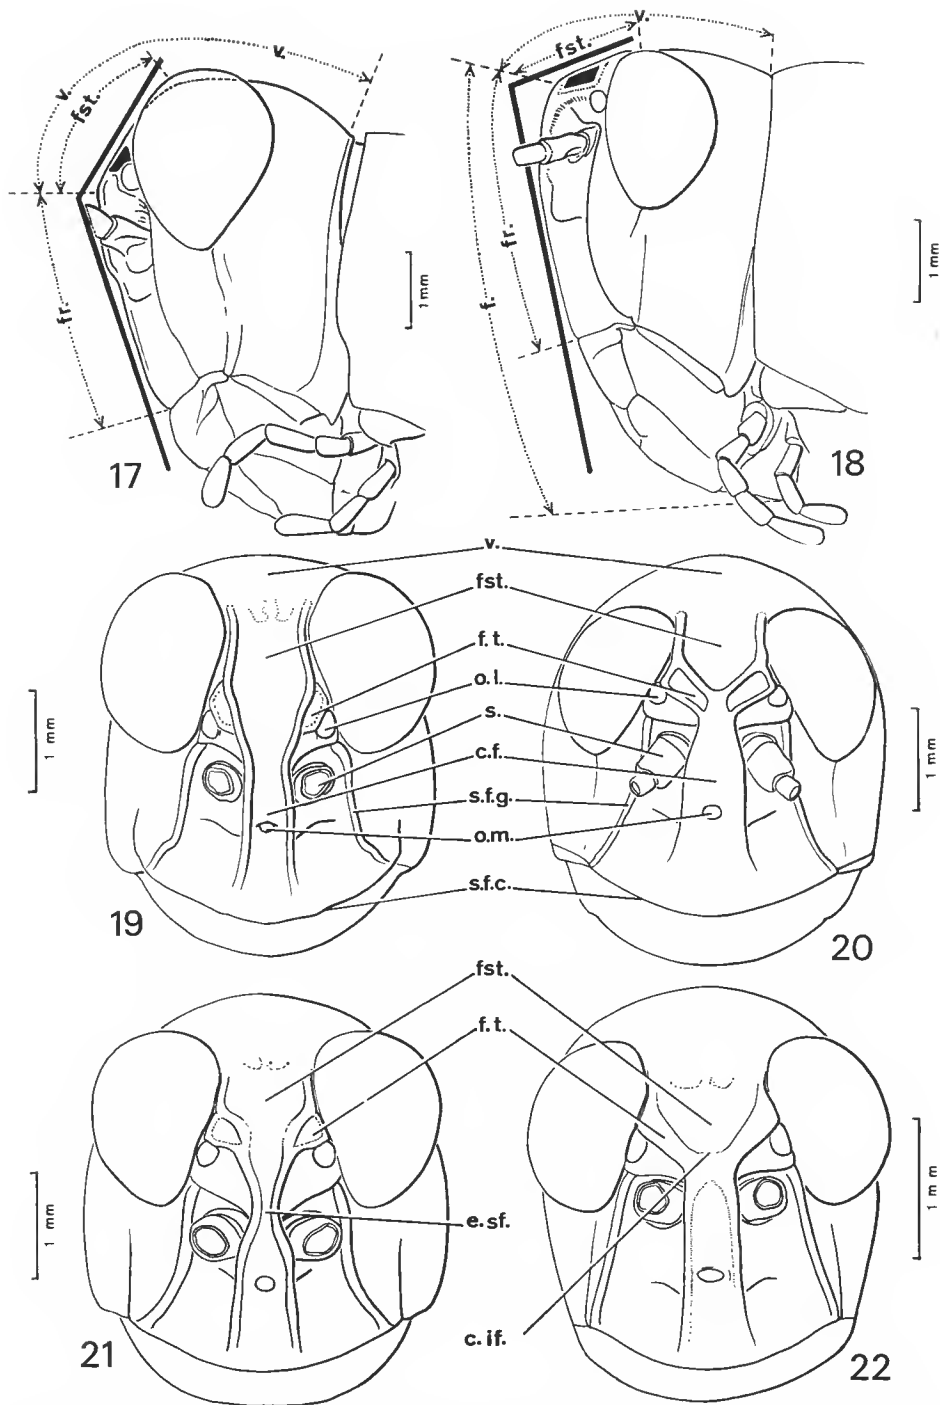 v.
v.
fst.
fr.
1 mm
17
v.
fst.
fr.
f.
1 mm
18
v.
fst.
f.t.
o.l.
s.
c.f.
s.f.g.
o.m.
s.f.c.
1 mm
1 mm
19
20
fst.
f.t.
e.sf.
c.if.
1 mm
1 mm
21
22